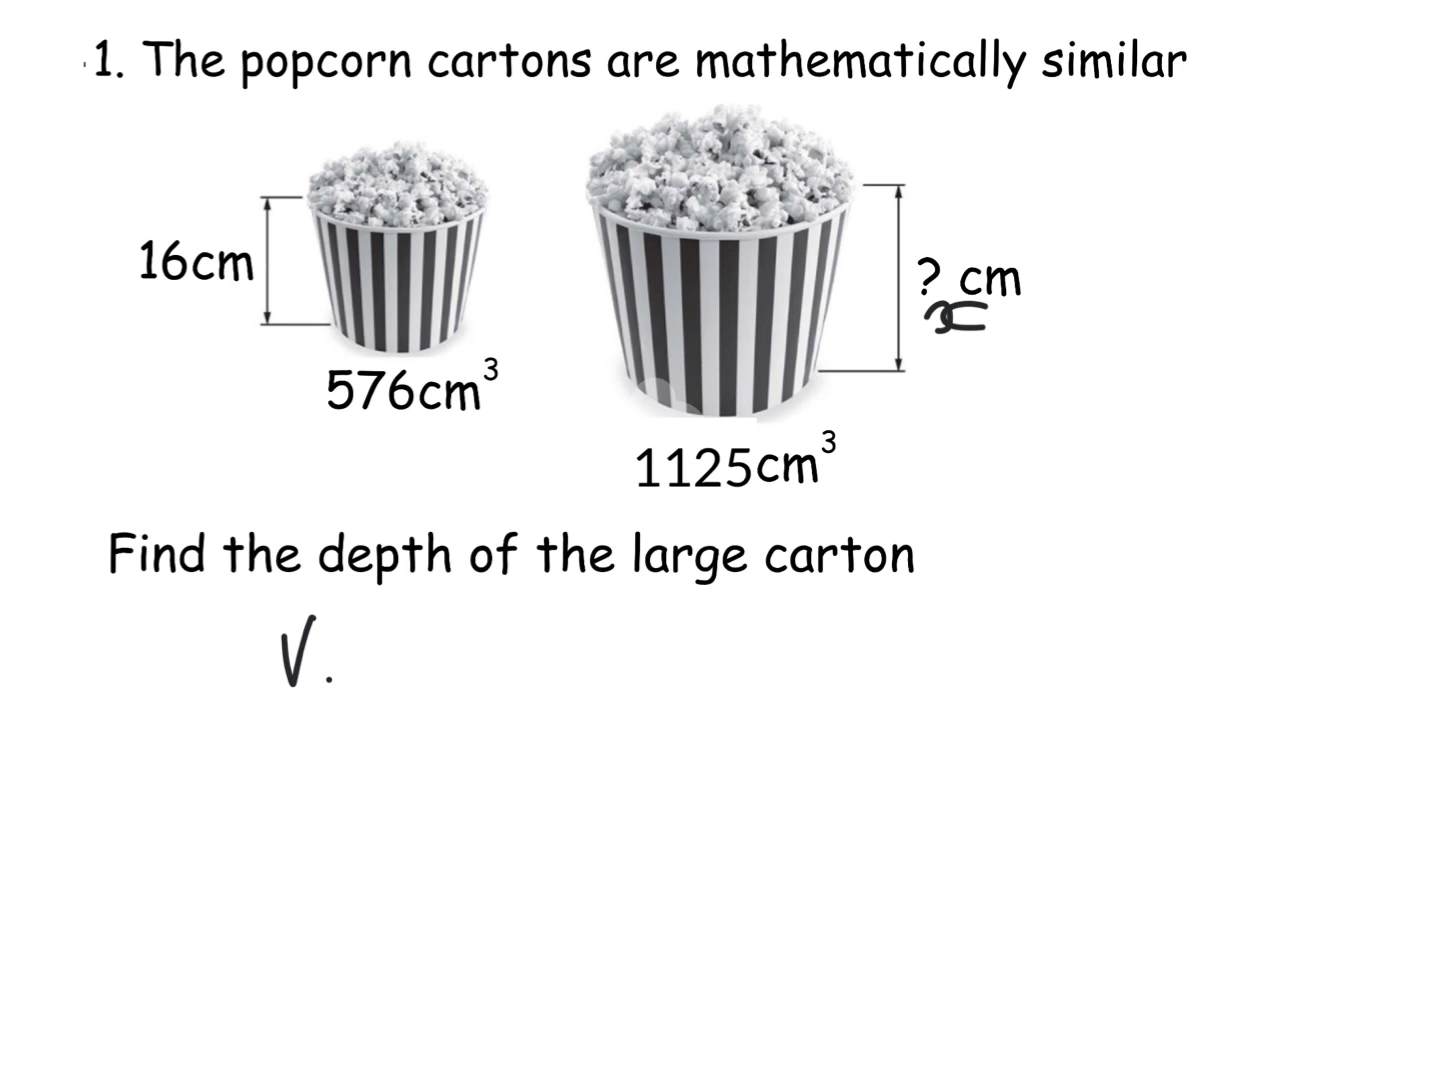 1. The popcorn cartons are mathematically similar
16cm
? cm
x
576cm³
1125cm³
Find the depth of the large carton
V.